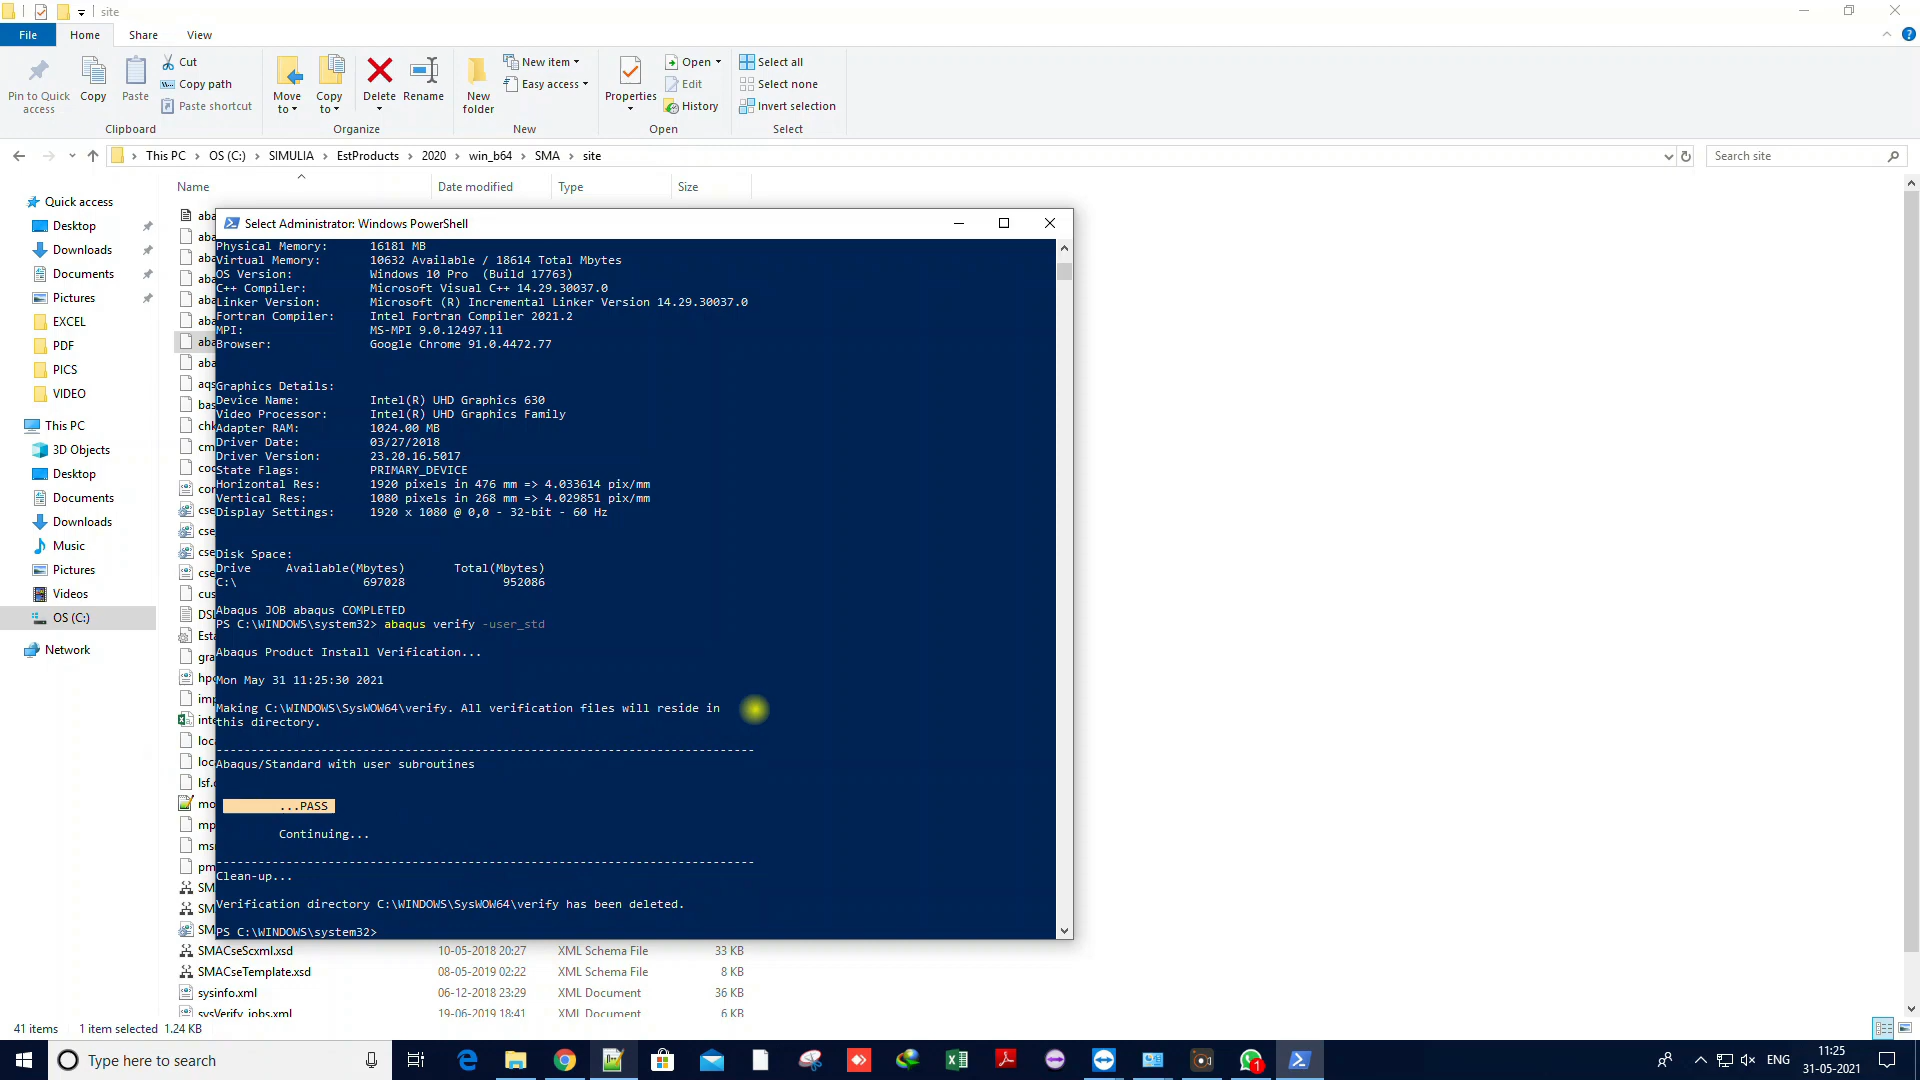 site
File Home Share View
Pin to Quick access
Copy
Paste
Cut
Copy path
Paste shortcut
Clipboard
Move to
Copy to
Delete
Rename
Organize
New folder
New item
Easy access
New
Properties
Open
Edit
History
Open
Select all
Select none
Invert selection
Select
This PC > OS (C:) > SIMULIA > EstProducts > 2020 > win_b64 > SMA > site
Search site
Name Date modified Type Size
Quick access
Desktop
Downloads
Documents
Pictures
EXCEL
PDF
PICS
VIDEO
This PC
3D Objects
Desktop
Documents
Downloads
Music
Pictures
Videos
OS (C:)
Network
Select Administrator: Windows PowerShell
Physical Memory: 16181 MB
Virtual Memory: 10632 Available / 18614 Total Mbytes
OS Version: Windows 10 Pro (Build 17763)
C++ Compiler: Microsoft Visual C++ 14.29.30037.0
Linker Version: Microsoft (R) Incremental Linker Version 14.29.30037.0
Fortran Compiler: Intel Fortran Compiler 2021.2
MPI: MS-MPI 9.0.12497.11
Browser: Google Chrome 91.0.4472.77
Graphics Details:
Device Name: Intel(R) UHD Graphics 630
Video Processor: Intel(R) UHD Graphics Family
Adapter RAM: 1024.00 MB
Driver Date: 03/27/2018
Driver Version: 23.20.16.5017
State Flags: PRIMARY_DEVICE
Horizontal Res: 1920 pixels in 476 mm => 4.033614 pix/mm
Vertical Res: 1080 pixels in 268 mm => 4.029851 pix/mm
Display Settings: 1920 x 1080 @ 0,0 - 32-bit - 60 Hz
Disk Space:
Drive Available(Mbytes) Total(Mbytes)
C:\ 697028 952086
Abaqus JOB abaqus COMPLETED
PS C:\WINDOWS\system32> abaqus verify -user_std
Abaqus Product Install Verification...
Mon May 31 11:25:30 2021
Making C:\WINDOWS\SysWOW64\verify. All verification files will reside in
this directory.
---------------------------------------------------------------------------
Abaqus/Standard with user subroutines
...PASS
Continuing...
---------------------------------------------------------------------------
Clean-up...
Verification directory C:\WINDOWS\SysWOW64\verify has been deleted.
PS C:\WINDOWS\system32>
SMACseScxml.xsd 10-05-2018 20:27 XML Schema File 33 KB
SMACseTemplate.xsd 08-05-2019 02:22 XML Schema File 8 KB
sysinfo.xml 06-12-2018 23:29 XML Document 36 KB
sysVerify_jobs.xml 19-06-2019 18:41 XML Document 6 KB
41 items 1 item selected 1.24 KB
Type here to search
ENG
11:25
31-05-2021